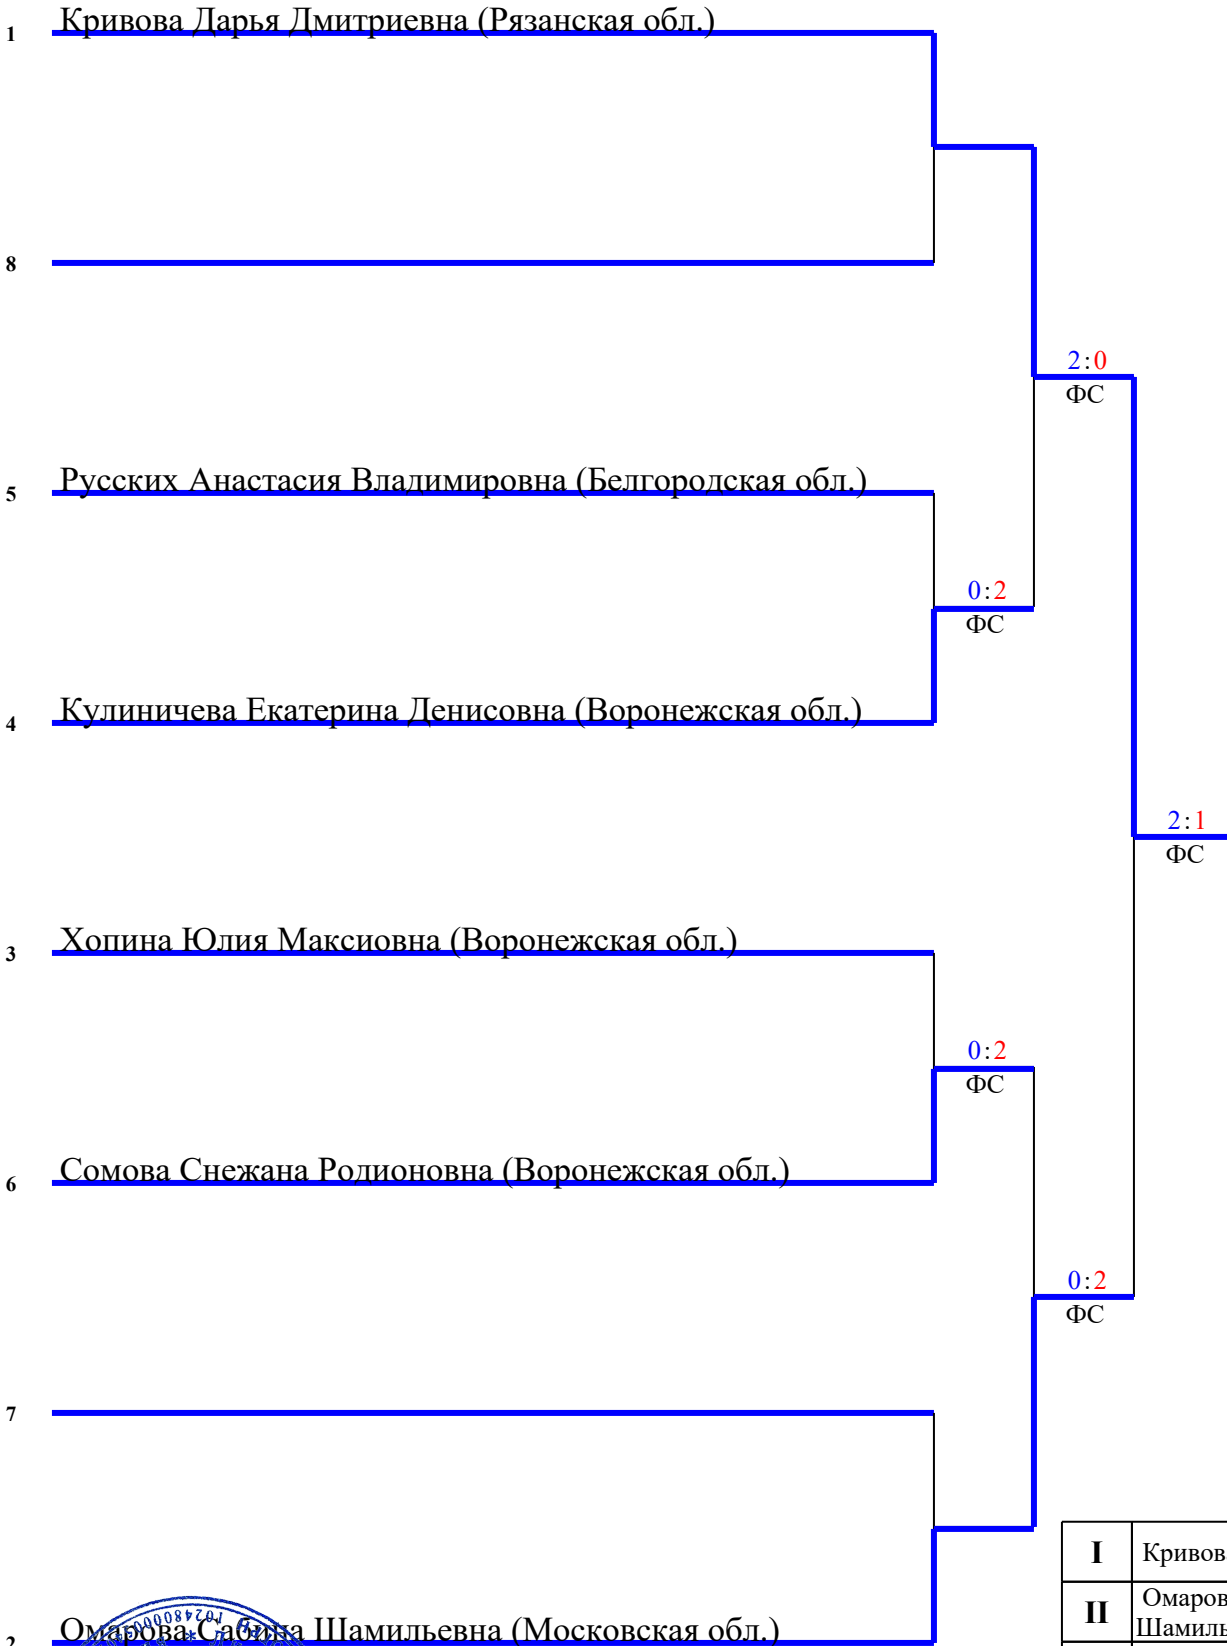 1 Кривова Дарья Дмитриевна (Рязанская обл.)
8
2:0
ФС
5 Русских Анастасия Владимировна (Белгородская обл.)
0:2
ФС
4 Кулиничева Екатерина Денисовна (Воронежская обл.)
2:1
ФС
3 Хопина Юлия Максиовна (Воронежская обл.)
0:2
ФС
6 Сомова Снежана Родионовна (Воронежская обл.)
0:2
ФС
7
I Кривов
II Омаров
Шамиль
2 Омарова Сабина Шамильевна (Московская обл.)